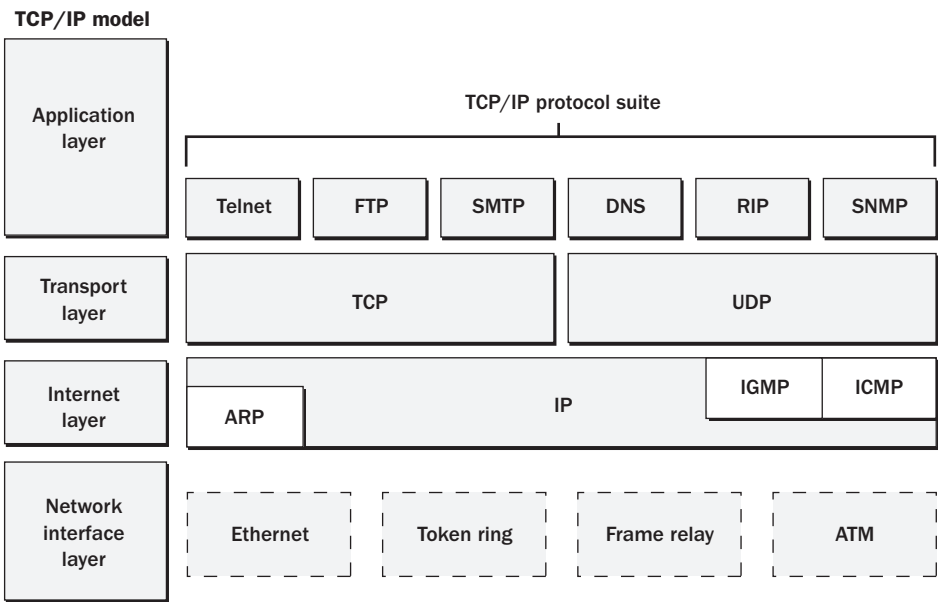 TCP/IP model
Application
layer
TCP/IP protocol suite
Telnet
FTP
SMTP
DNS
RIP
SNMP
Transport
layer
TCP
UDP
Internet
layer
ARP
IP
IGMP
ICMP
Network
interface
layer
Ethernet
Token ring
Frame relay
ATM